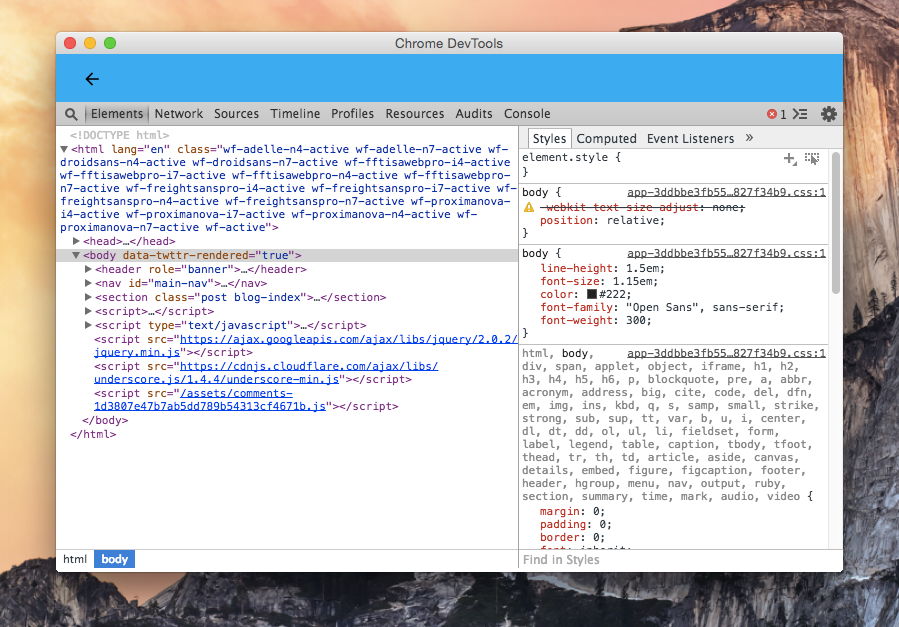 Chrome DevTools
Elements Network Sources Timeline Profiles Resources Audits Console 1
<!DOCTYPE html>
<html lang="en" class="wf-adelle-n4-active wf-adelle-n7-active wf-
droidsans-n4-active wf-droidsans-n7-active wf-fftisawebpro-i4-active
wf-fftisawebpro-i7-active wf-fftisawebpro-n4-active wf-fftisawebpro-
n7-active wf-freightsanspro-i4-active wf-freightsanspro-i7-active wf-
freightsanspro-n4-active wf-freightsanspro-n7-active wf-proximanova-
i4-active wf-proximanova-i7-active wf-proximanova-n4-active wf-
proximanova-n7-active wf-active">
<head>…</head>
<body data-twttr-rendered="true">
<header role="banner">…</header>
<nav id="main-nav">…</nav>
<section class="post blog-index">…</section>
<script>…</script>
<script type="text/javascript">…</script>
<script src="https://ajax.googleapis.com/ajax/libs/jquery/2.0.2/
jquery.min.js"></script>
<script src="https://cdnjs.cloudflare.com/ajax/libs/
underscore.js/1.4.4/underscore-min.js"></script>
<script src="/assets/comments-
1d3807e47b7ab5dd789b54313cf4671b.js"></script>
</body>
</html>
html body
Styles Computed Event Listeners »
element.style {
}
body { app-3ddbbe3fb55…827f34b9.css:1
-webkit-text-size-adjust: none;
position: relative;
}
body { app-3ddbbe3fb55…827f34b9.css:1
line-height: 1.5em;
font-size: 1.15em;
color: #222;
font-family: "Open Sans", sans-serif;
font-weight: 300;
}
html, body, app-3ddbbe3fb55…827f34b9.css:1
div, span, applet, object, iframe, h1, h2,
h3, h4, h5, h6, p, blockquote, pre, a, abbr,
acronym, address, big, cite, code, del, dfn,
em, img, ins, kbd, q, s, samp, small, strike,
strong, sub, sup, tt, var, b, u, i, center,
dl, dt, dd, ol, ul, li, fieldset, form,
label, legend, table, caption, tbody, tfoot,
thead, tr, th, td, article, aside, canvas,
details, embed, figure, figcaption, footer,
header, hgroup, menu, nav, output, ruby,
section, summary, time, mark, audio, video {
margin: 0;
padding: 0;
border: 0;
font: inherit;
Find in Styles